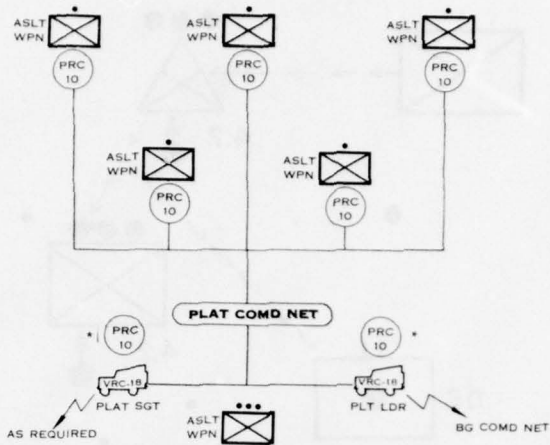 ASLT
WPN
PRC
10
ASLT
WPN
PRC
10
ASLT
WPN
PRC
10
ASLT
WPN
PRC
10
ASLT
WPN
PRC
10
PLAT COMD NET
* PRC
10
VRC-18
PLAT SGT
AS REQUIRED
PRC *
10
VRC-18
PLT LDR
BG COMD NET
ASLT
WPN